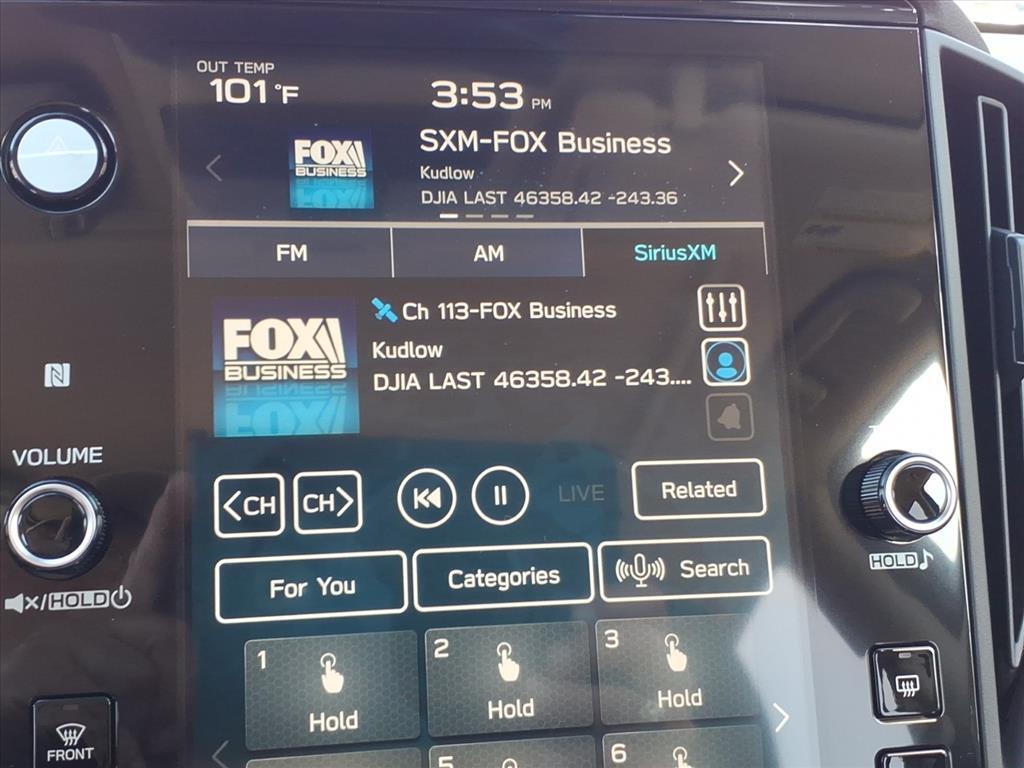 OUT TEMP
101°F
3:53 PM
FOX
BUSINESS
SXM-FOX Business
Kudlow
DJIA LAST 46358.42 -243.36
FM
AM
SiriusXM
FOX
BUSINESS
Ch 113-FOX Business
Kudlow
DJIA LAST 46358.42 -243....
VOLUME
<CH
CH>
LIVE
Related
HOLD
For You
Categories
Search
/HOLD
1
Hold
2
Hold
3
Hold
FRONT
5
6